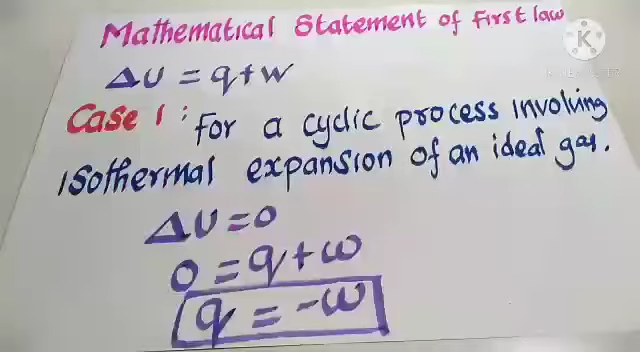 Mathematical Statement of First law
ΔU = q+w
Case 1: For a cyclic process involving
isothermal expansion of an ideal gas.
ΔU=0
0 = q+w
q = -w